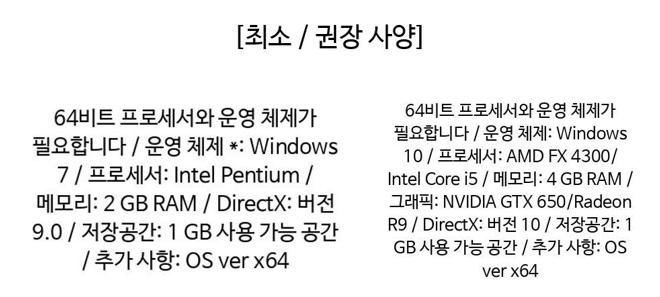 [최소 / 권장 사양]
64비트 프로세서와 운영 체제가
필요합니다 / 운영 체제 *: Windows
7 / 프로세서: Intel Pentium /
메모리: 2 GB RAM / DirectX: 버전
9.0 / 저장공간: 1 GB 사용 가능 공간
/ 추가 사항: OS ver x64
64비트 프로세서와 운영 체제가
필요합니다 / 운영 체제: Windows
10 / 프로세서: AMD FX 4300/
Intel Core i5 / 메모리: 4 GB RAM /
그래픽: NVIDIA GTX 650/Radeon
R9 / DirectX: 버전 10 / 저장공간: 1
GB 사용 가능 공간 / 추가 사항: OS
ver x64